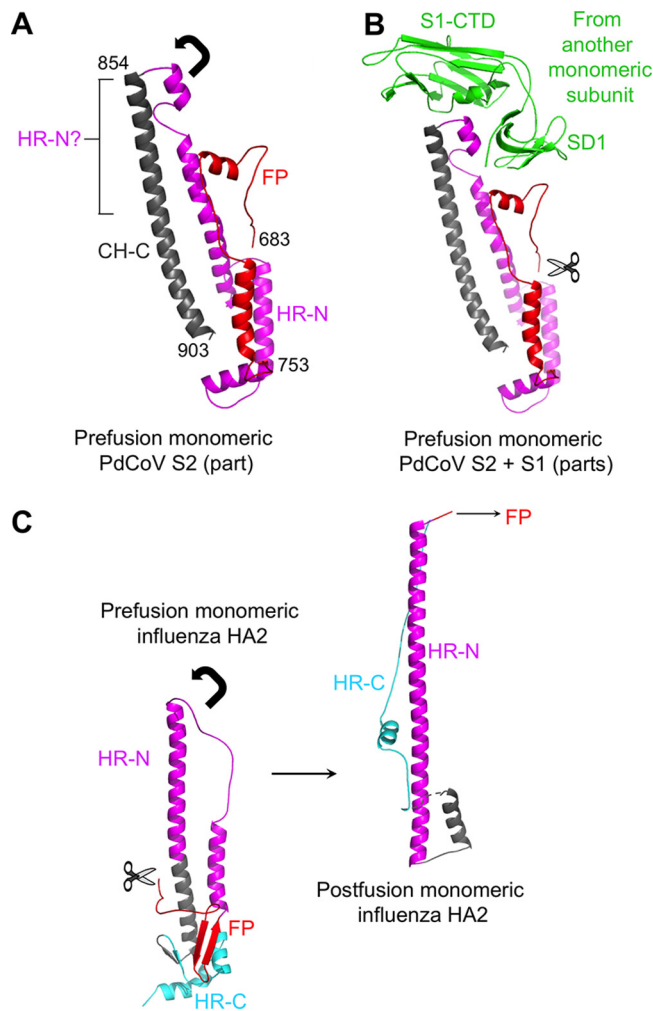 A
854
HR-N?
FP
683
CH-C
HR-N
903
753
Prefusion monomeric
PdCoV S2 (part)
B
S1-CTD
From
another
monomeric
subunit
SD1
Prefusion monomeric
PdCoV S2 + S1 (parts)
C
Prefusion monomeric
influenza HA2
HR-N
FP
HR-C
FP
HR-N
HR-C
Postfusion monomeric
influenza HA2